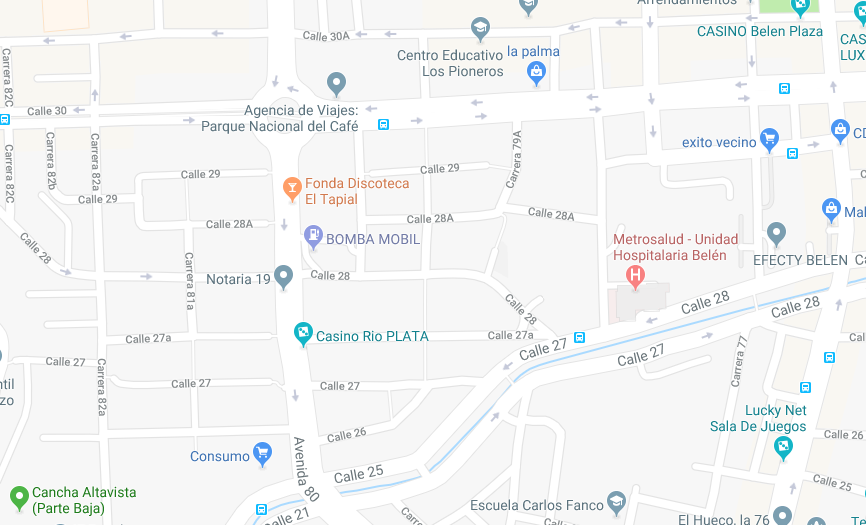 Arrendamientos
CASINO Belen Plaza
CAS
LUX
Calle 30A
Centro Educativo
Los Pioneros
la palma
Carrera 82C
Calle 30
Agencia de Viajes:
Parque Nacional del Café
Carrera 79A
exito vecino
CD
Carrera 82C
Carrera 82b
Carrera 82a
Calle 29
Calle 29
Calle 29
Fonda Discoteca
El Tapial
Calle 28A
Calle 28A
Calle 28A
Mal
BOMBA MOBIL
Metrosalud - Unidad
Hospitalaria Belén
EFECTY BELEN
Ca
Calle 28
Carrera 81a
Notaria 19
Calle 28
Calle 28
Calle 28
Calle 28
Calle 27a
Casino Rio PLATA
Calle 27a
Calle 27
Calle 27
Carrera 77
Calle 27
Calle 27
Calle 27
ntil
zo
Carrera 82a
Lucky Net
Sala De Juegos
Calle 26
Calle 26
Avenida 80
Consumo
Calle 25
Calle 25
Cancha Altavista
(Parte Baja)
Escuela Carlos Franco
Calle 21
El Hueco, la 76